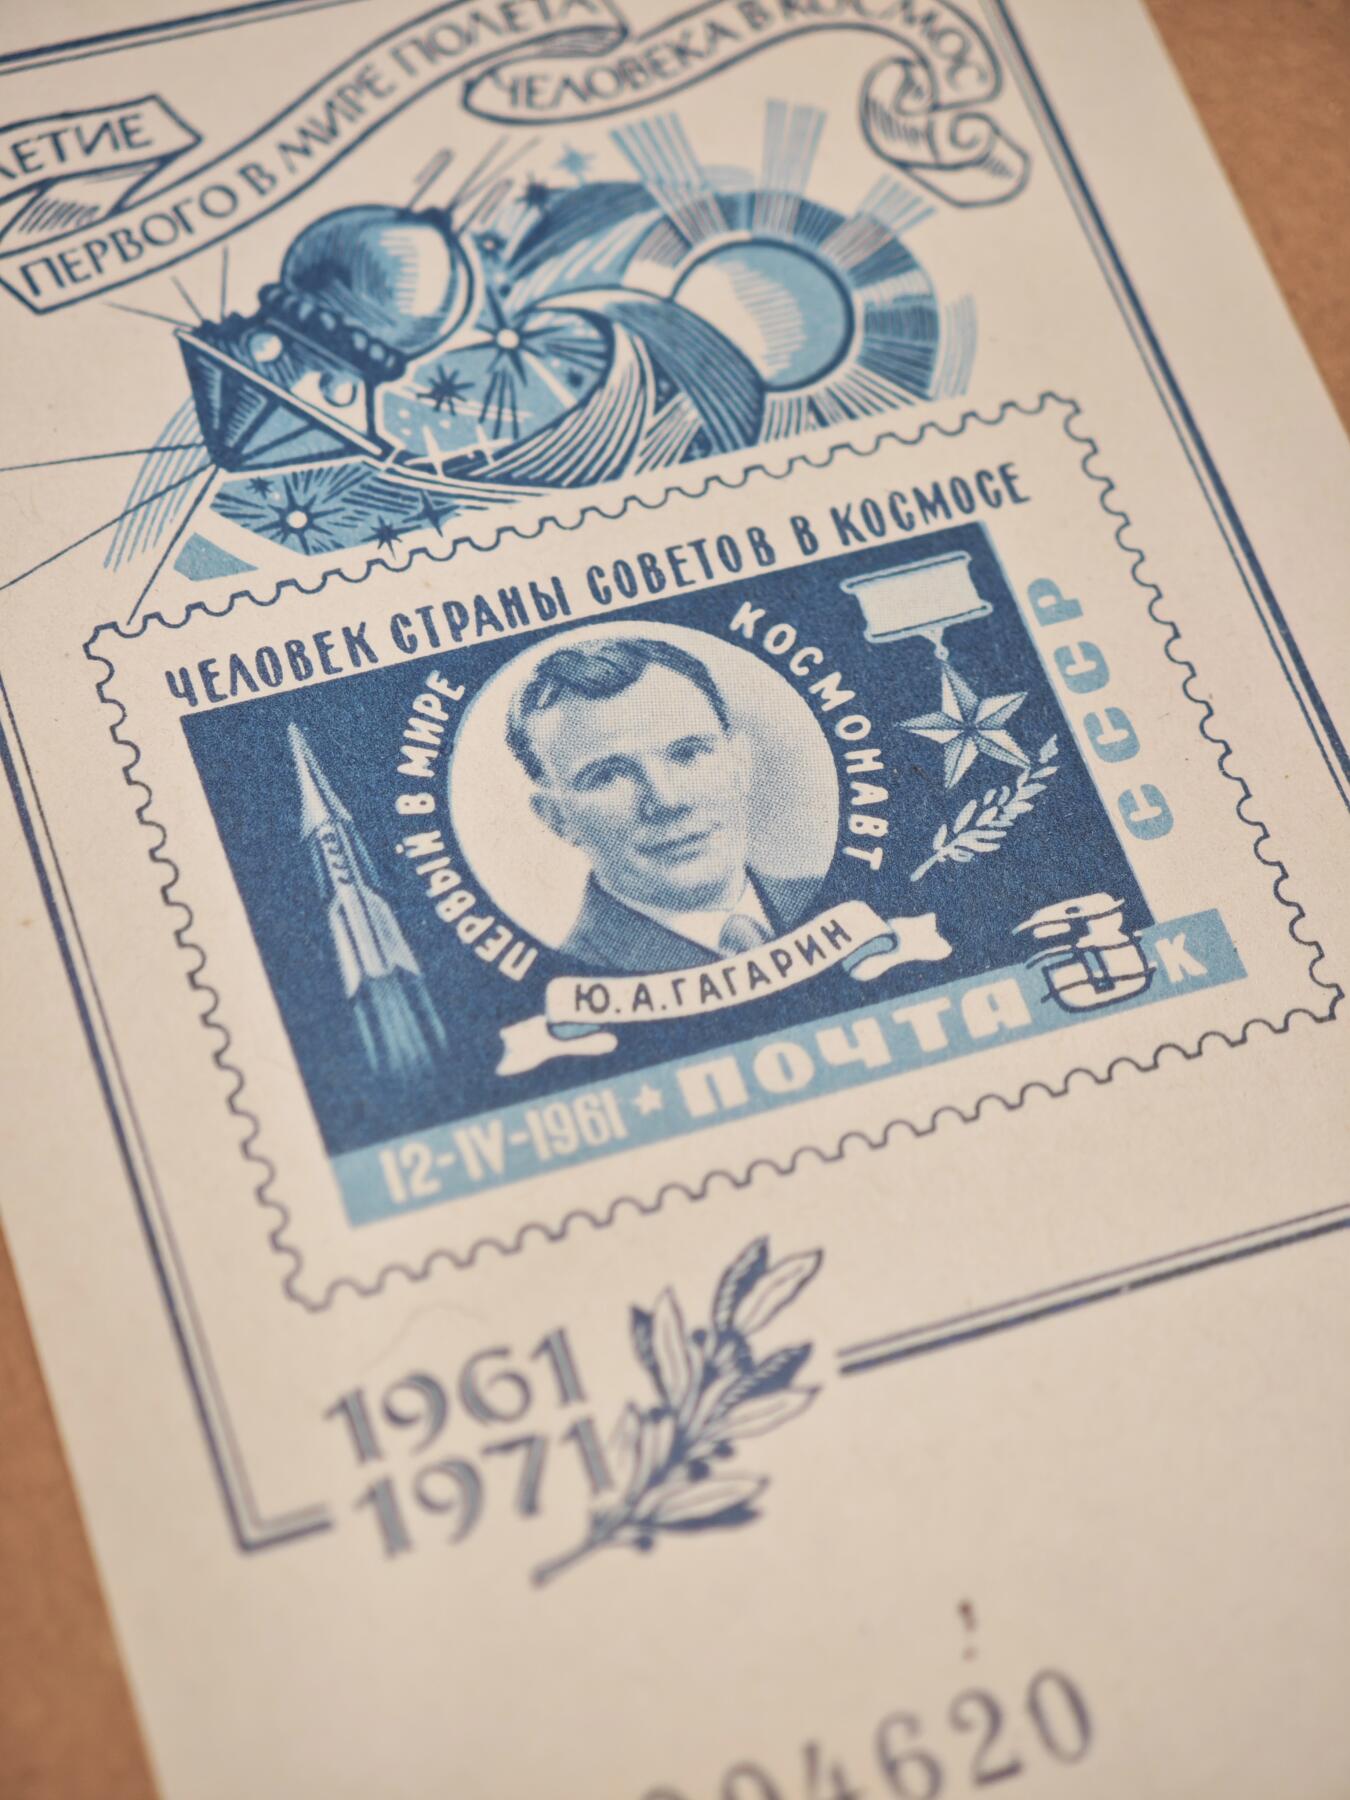 ЛЕТИЕ
ПЕРВОГО В МИРЕ ПОЛЕТА
ЧЕЛОВЕКА В КОСМОС
ЧЕЛОВЕК СТРАНЫ СОВЕТОВ В КОСМОСЕ
ПЕРВЫЙ В МИРЕ
КОСМОНАВТ
СССР
Ю.А.ГАГАРИН
12-IV-1961 ★ ПОЧТА К
1961
1971
94620